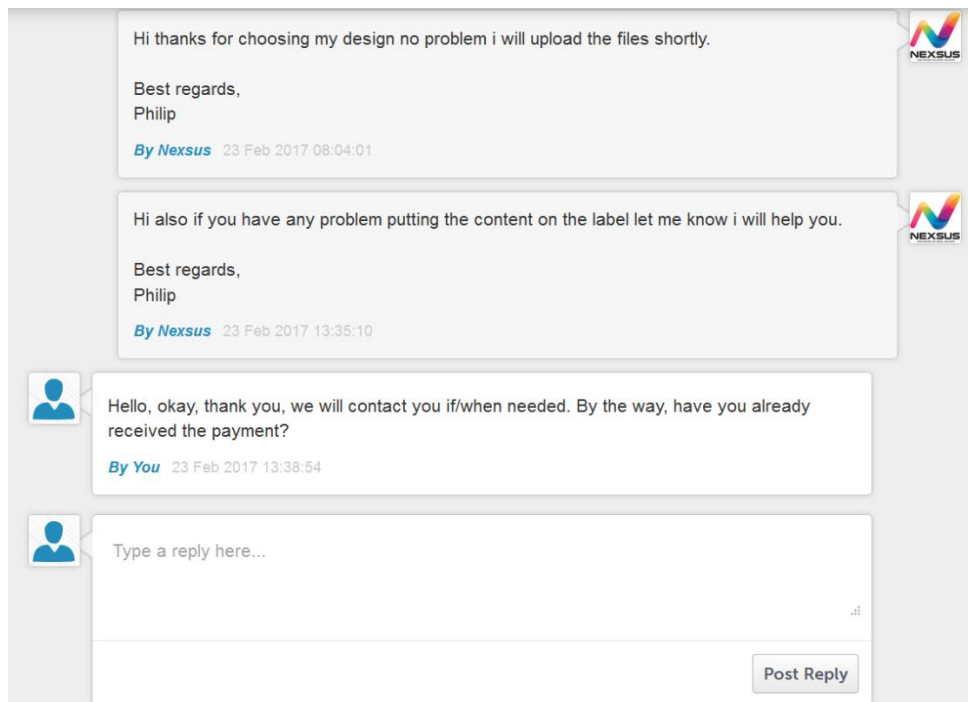 Hi thanks for choosing my design no problem i will upload the files shortly.
NEXSUS
Best regards,
Philip
By Nexsus 23 Feb 2017 08:04:01
Hi also if you have any problem putting the content on the label let me know i will help you.
NEXSUS
Best regards,
Philip
By Nexsus 23 Feb 2017 13:35:10
Hello, okay, thank you, we will contact you if/when needed. By the way, have you already
received the payment?
By You 23 Feb 2017 13:38:54
Type a reply here...
Post Reply